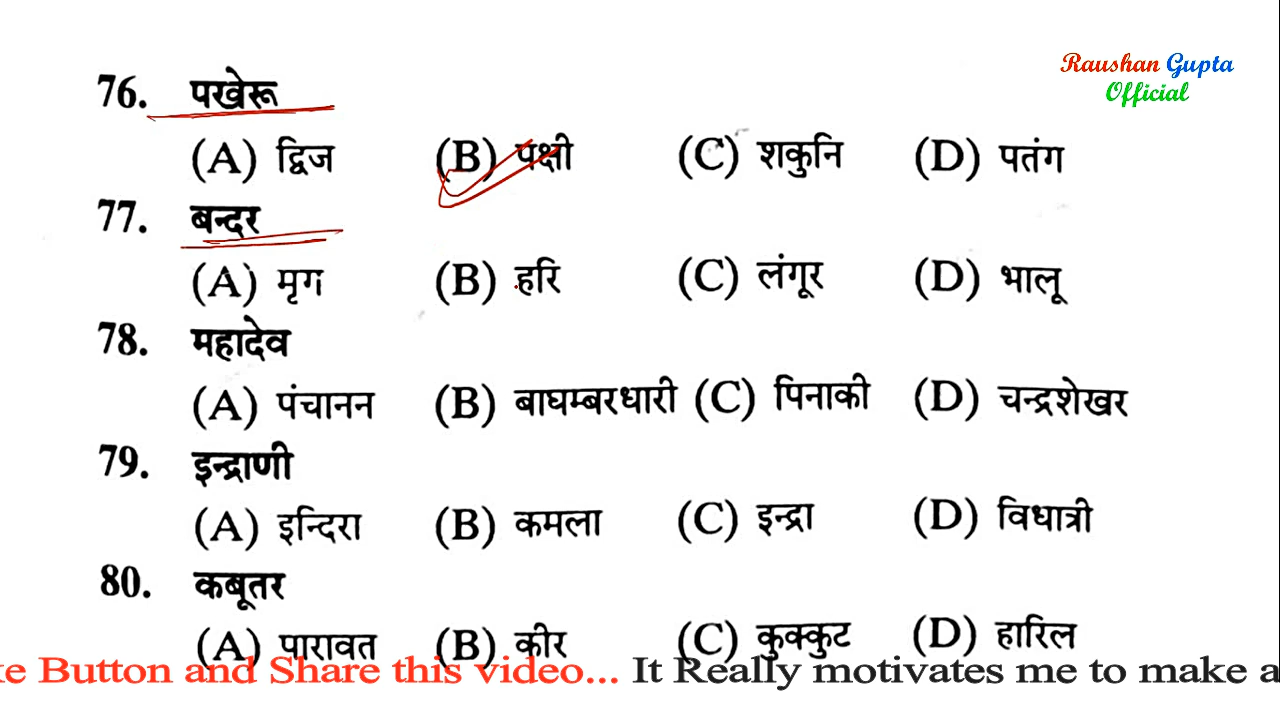 Raushan Gupta
Official
76. पखेरू
(A) द्विज (B) पक्षी (C) शकुनि (D) पतंग
77. बन्दर
(A) मृग (B) हरि (C) लंगूर (D) भालू
78. महादेव
(A) पंचानन (B) बाघम्बरधारी (C) पिनाकी (D) चन्द्रशेखर
79. इन्द्राणी
(A) इन्दिरा (B) कमला (C) इन्द्रा (D) विधात्री
80. कबूतर
(A) पारावत (B) कीर (C) कुक्कुट (D) हारिल
ke Button and Share this video... It Really motivates me to make a